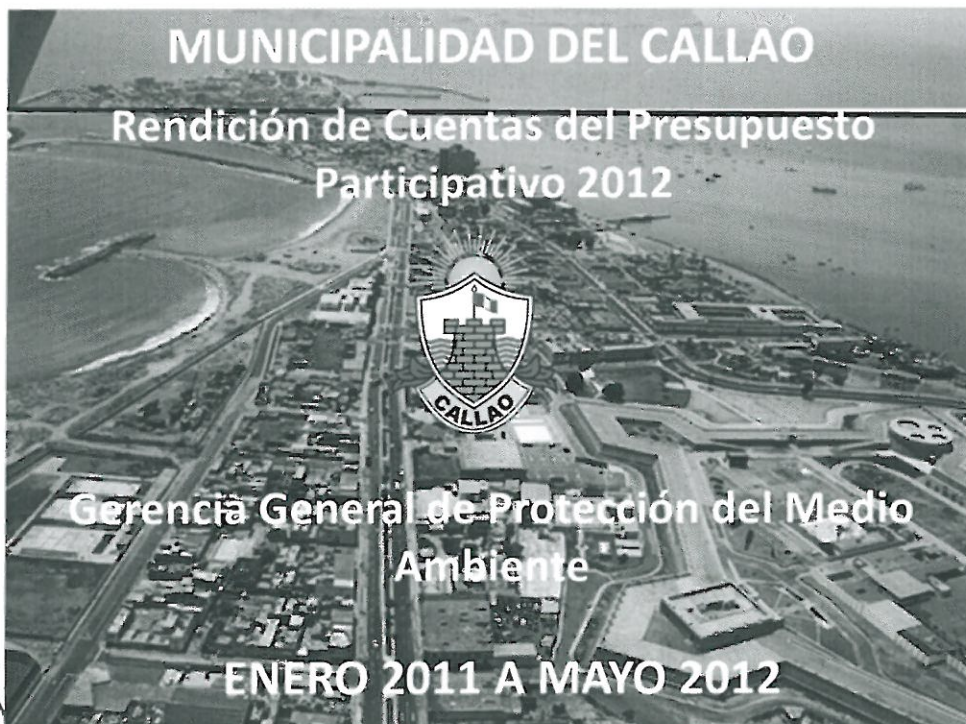 MUNICIPALIDAD DEL CALLAO
Rendición de Cuentas del Presupuesto
Participativo 2012
CALLAO
Gerencia General de Protección del Medio
Ambiente
ENERO 2011 A MAYO 2012